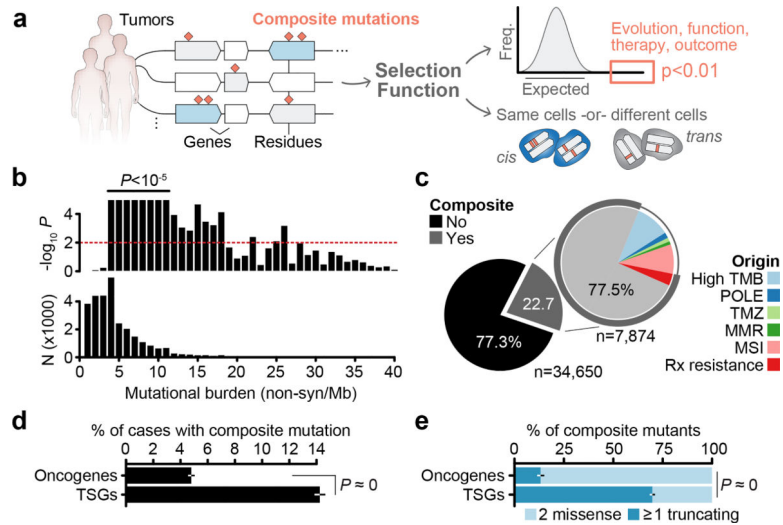 a
Tumors
Composite mutations
...
...
Genes
Residues
Selection
Function
Freq.
Expected
Evolution, function,
therapy, outcome
p<0.01
Same cells -or- different cells
cis
trans
b
P<10-5
-log10 P
4
2
0
N (x1000)
4
2
0
5 10 15 20 25 30 35 40
Mutational burden (non-syn/Mb)
c
Composite
No
Yes
77.3%
22.7
n=34,650
77.5%
n=7,874
Origin
High TMB
POLE
TMZ
MMR
MSI
Rx resistance
d
% of cases with composite mutation
0 2 4 6 8 10 12 14
Oncogenes
TSGs
P ≈ 0
e
% of composite mutants
0 25 50 75 100
Oncogenes
TSGs
P ≈ 0
2 missense ≥1 truncating